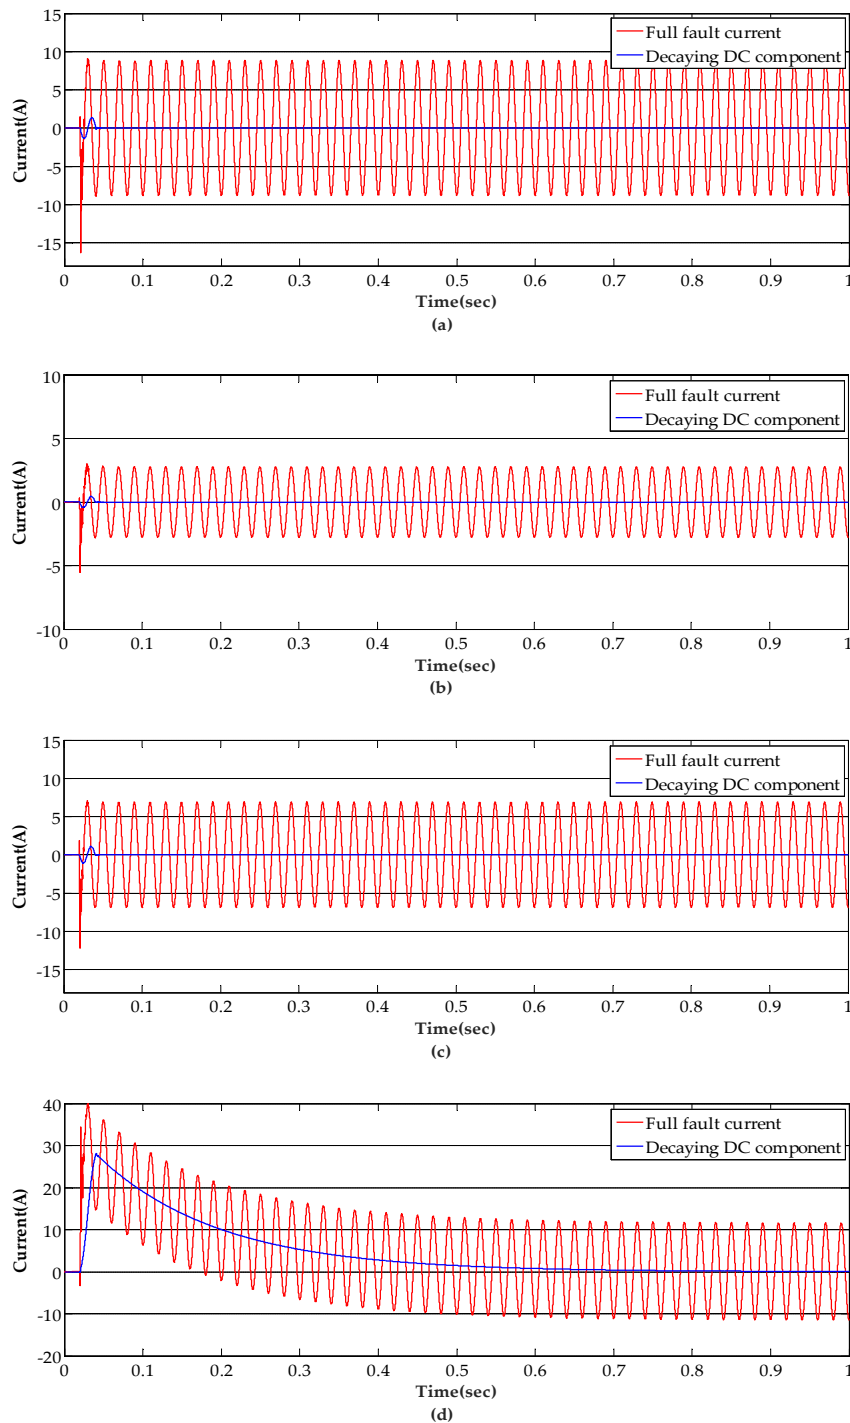 15
10
5
0
-5
-10
-15
Current(A)
Full fault current
Decaying DC component
0 0.1 0.2 0.3 0.4 0.5 0.6 0.7 0.8 0.9 1
Time(sec)
(a)
10
5
0
-5
-10
Current(A)
Full fault current
Decaying DC component
0 0.1 0.2 0.3 0.4 0.5 0.6 0.7 0.8 0.9 1
Time(sec)
(b)
15
10
5
0
-5
-10
-15
Current(A)
Full fault current
Decaying DC component
0 0.1 0.2 0.3 0.4 0.5 0.6 0.7 0.8 0.9 1
Time(sec)
(c)
40
30
20
10
0
-10
-20
Current(A)
Full fault current
Decaying DC component
0 0.1 0.2 0.3 0.4 0.5 0.6 0.7 0.8 0.9 1
Time(sec)
(d)